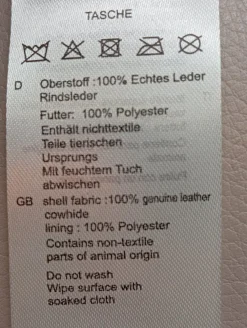 TASCHE
D Oberstoff :100% Echtes Leder
Rindsleder
Futter: 100% Polyester
Enthält nichttextile
Teile tierischen
Ursprungs
Mit feuchtem Tuch
abwischen
GB shell fabric :100% genuine leather
cowhide
lining : 100% Polyester
Contains non-textile
parts of animal origin
Do not wash
Wipe surface with
soaked cloth